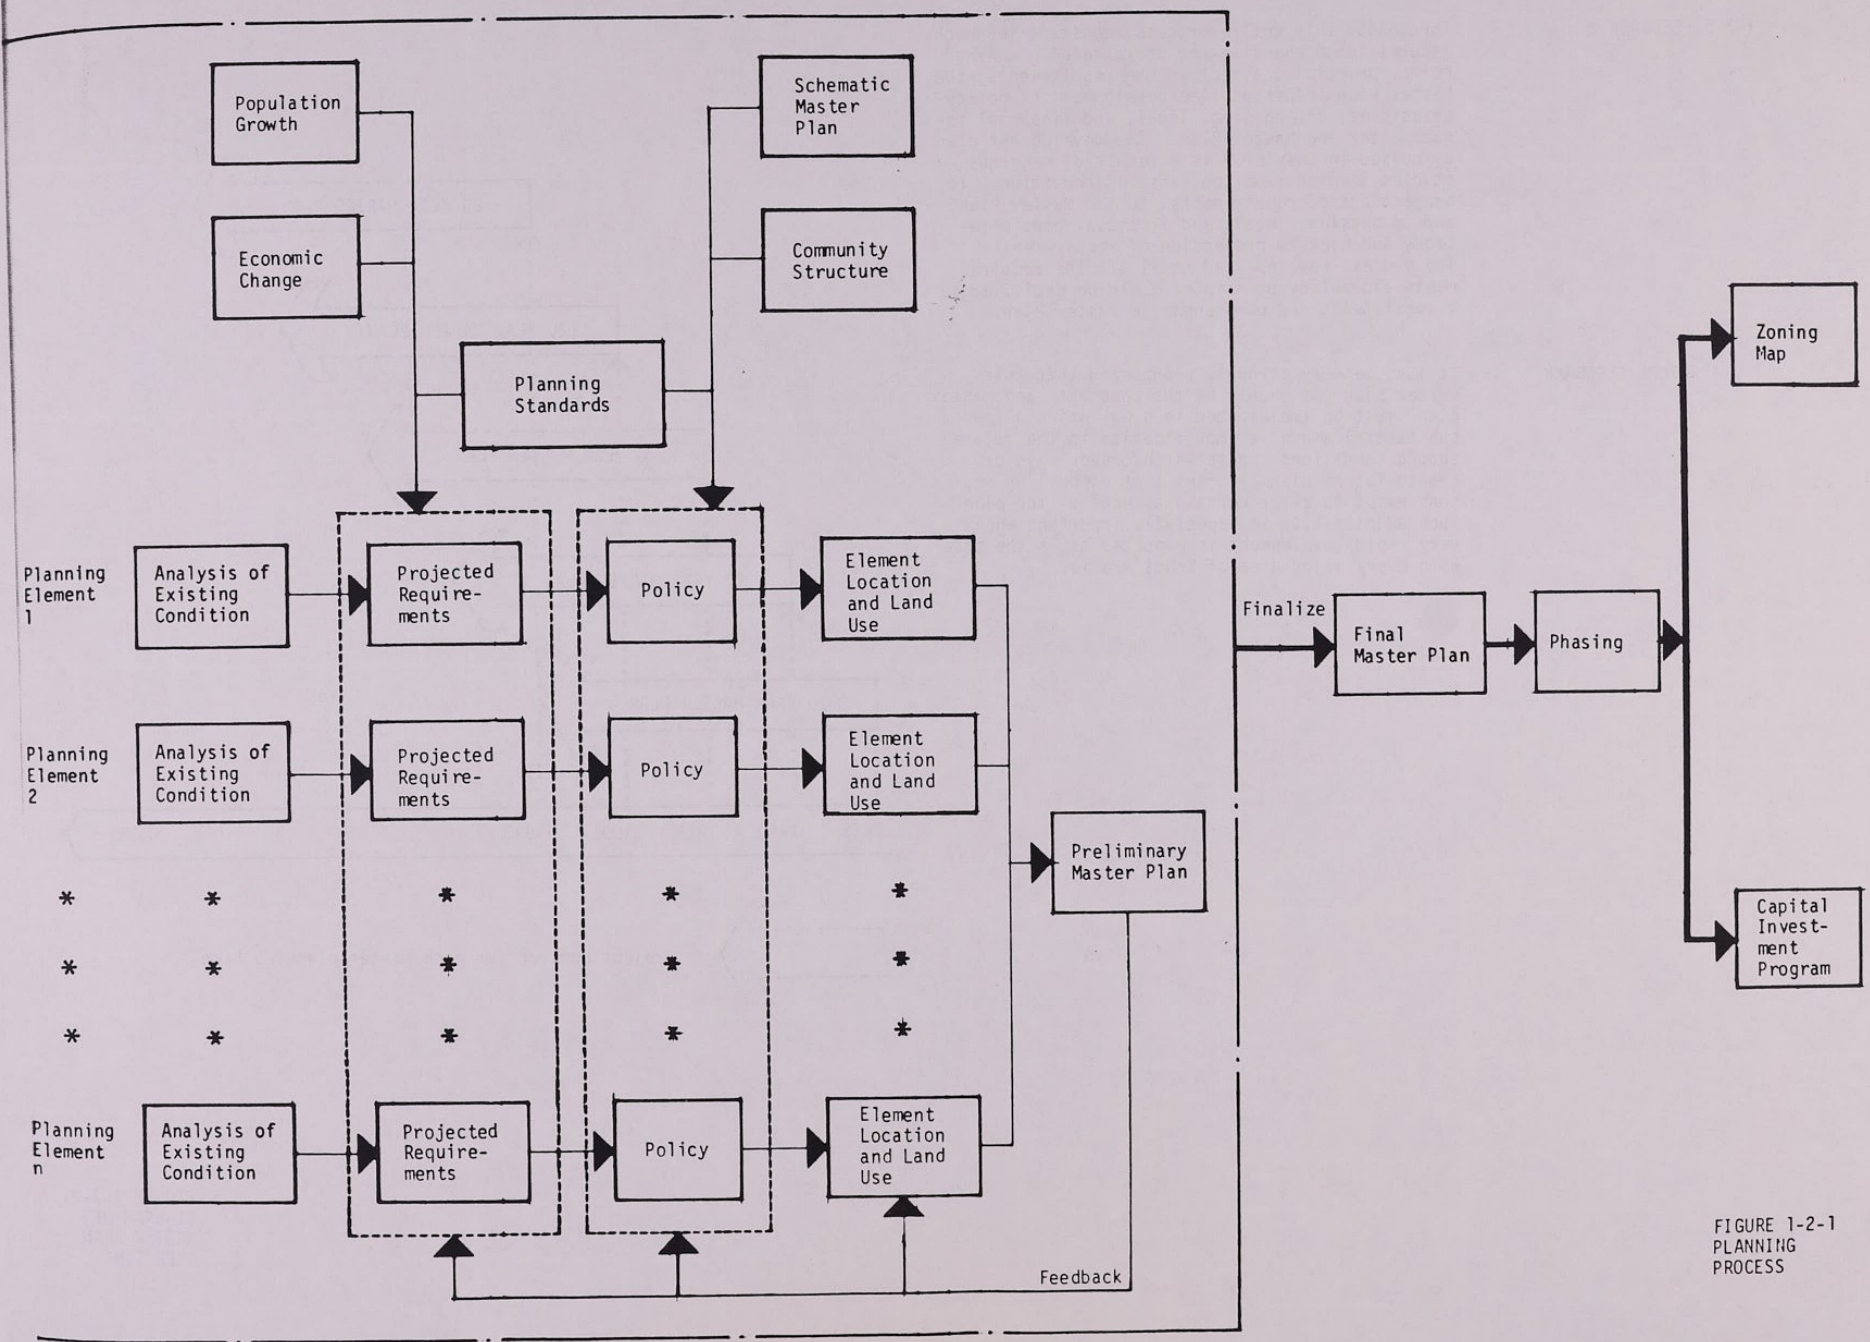 Population
Growth
Schematic
Master
Plan
Economic
Change
Community
Structure
Planning
Standards
Planning
Element
1
Analysis of
Existing
Condition
Projected
Require-
ments
Policy
Element
Location
and Land
Use
Planning
Element
2
Analysis of
Existing
Condition
Projected
Require-
ments
Policy
Element
Location
and Land
Use
* * * * *
* * * * *
* * * * *
Planning
Element
n
Analysis of
Existing
Condition
Projected
Require-
ments
Policy
Element
Location
and Land
Use
Preliminary
Master Plan
Feedback
Finalize
Final
Master Plan
Phasing
Zoning
Map
Capital
Invest-
ment
Program
FIGURE 1-2-1
PLANNING
PROCESS